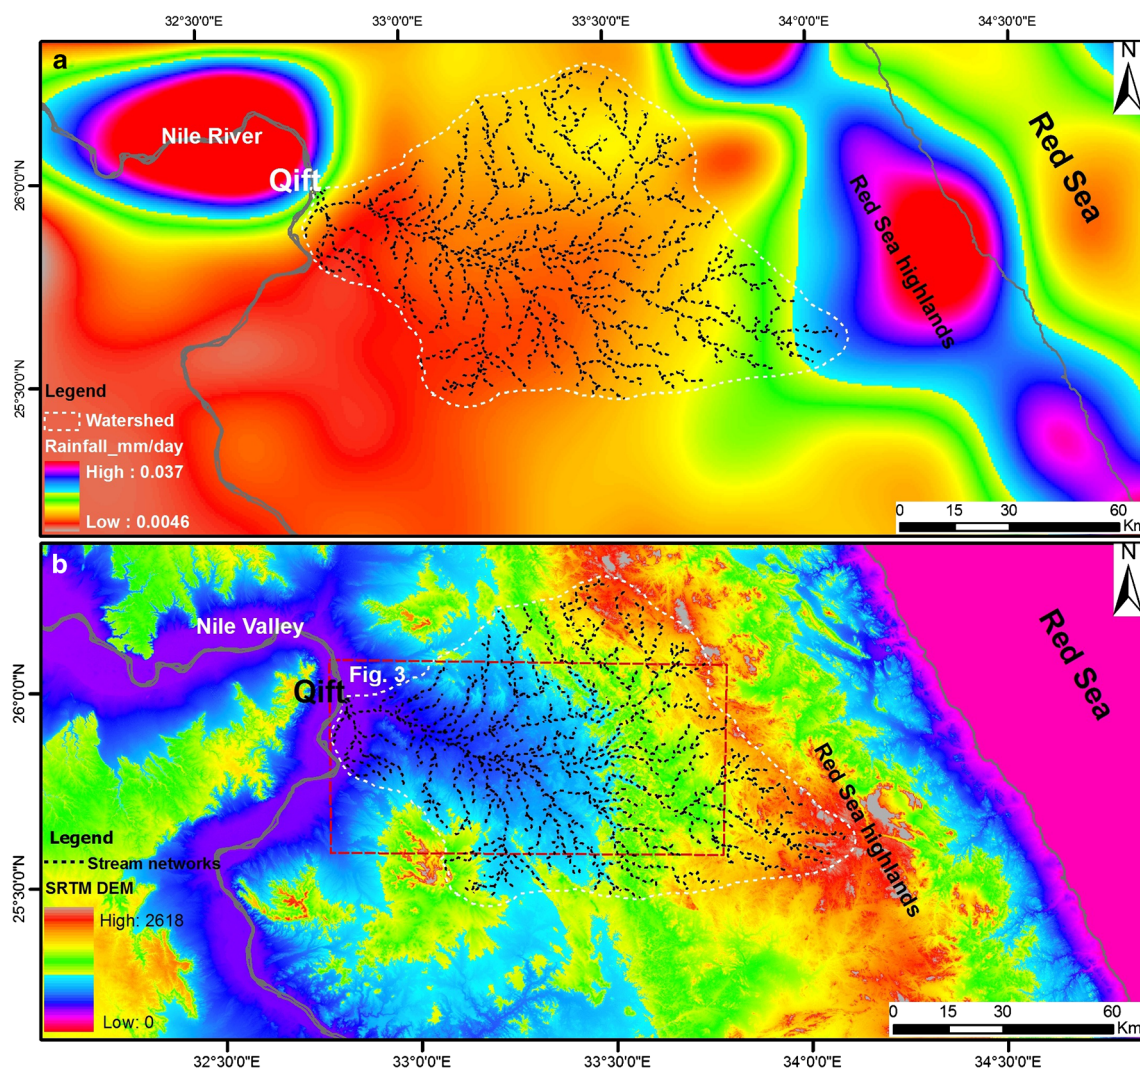 32°30'0"E 33°0'0"E 33°30'0"E 34°0'0"E 34°30'0"E
a
N
Nile River
Qift
Red Sea
Red Sea highlands
26°0'0"N
25°30'0"N
Legend
Watershed
Rainfall_mm/day
High : 0.037
Low : 0.0046
0 15 30 60
Km
b
N
Nile Valley
Fig. 3
Qift
Red Sea
Red Sea highlands
26°0'0"N
25°30'0"N
Legend
Stream networks
SRTM DEM
High: 2618
Low: 0
0 15 30 60
Km
32°30'0"E 33°0'0"E 33°30'0"E 34°0'0"E 34°30'0"E